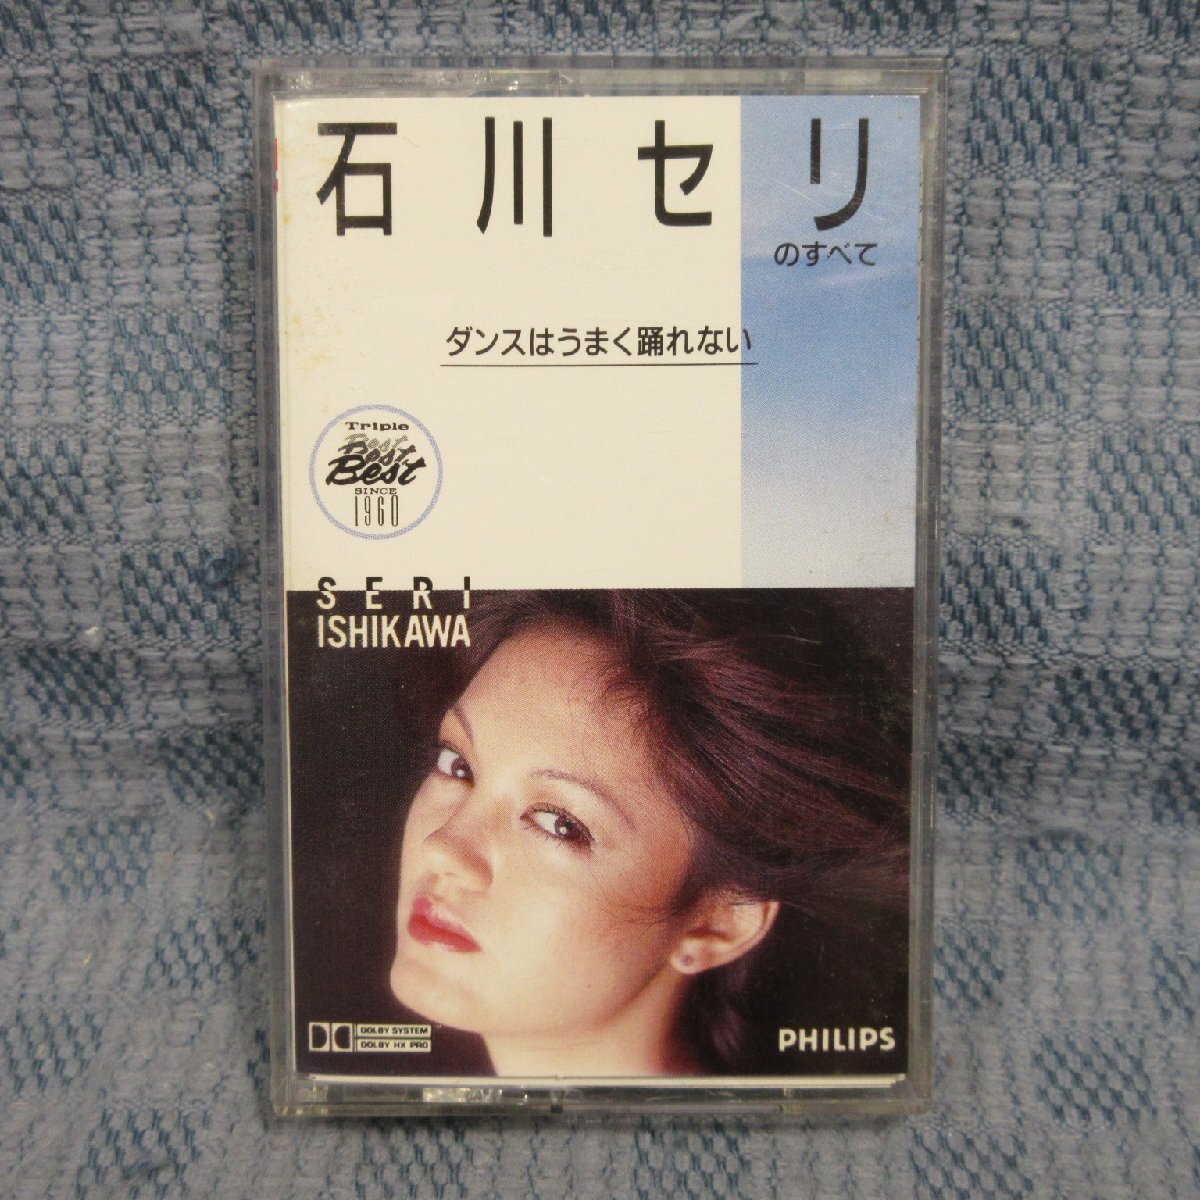 石川セリ
のすべて
ダンスはうまく踊れない
Triple
Best
Best
Best
SINCE
1960
SERI
ISHIKAWA
DOLBY SYSTEM
DOLBY HX PRO
PHILIPS